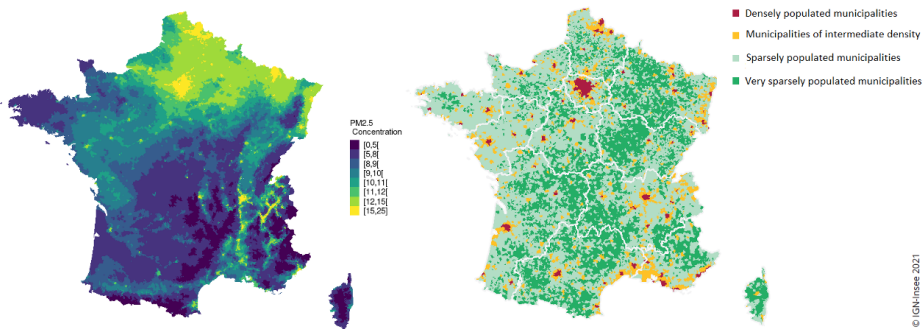 PM2.5
Concentration
[0,5[
[5,8[
[8,9[
[9,10[
[10,11[
[11,12[
[12,15[
[15,25[
Densely populated municipalities
Municipalities of intermediate density
Sparsely populated municipalities
Very sparsely populated municipalities
© IGN-Insee 2021